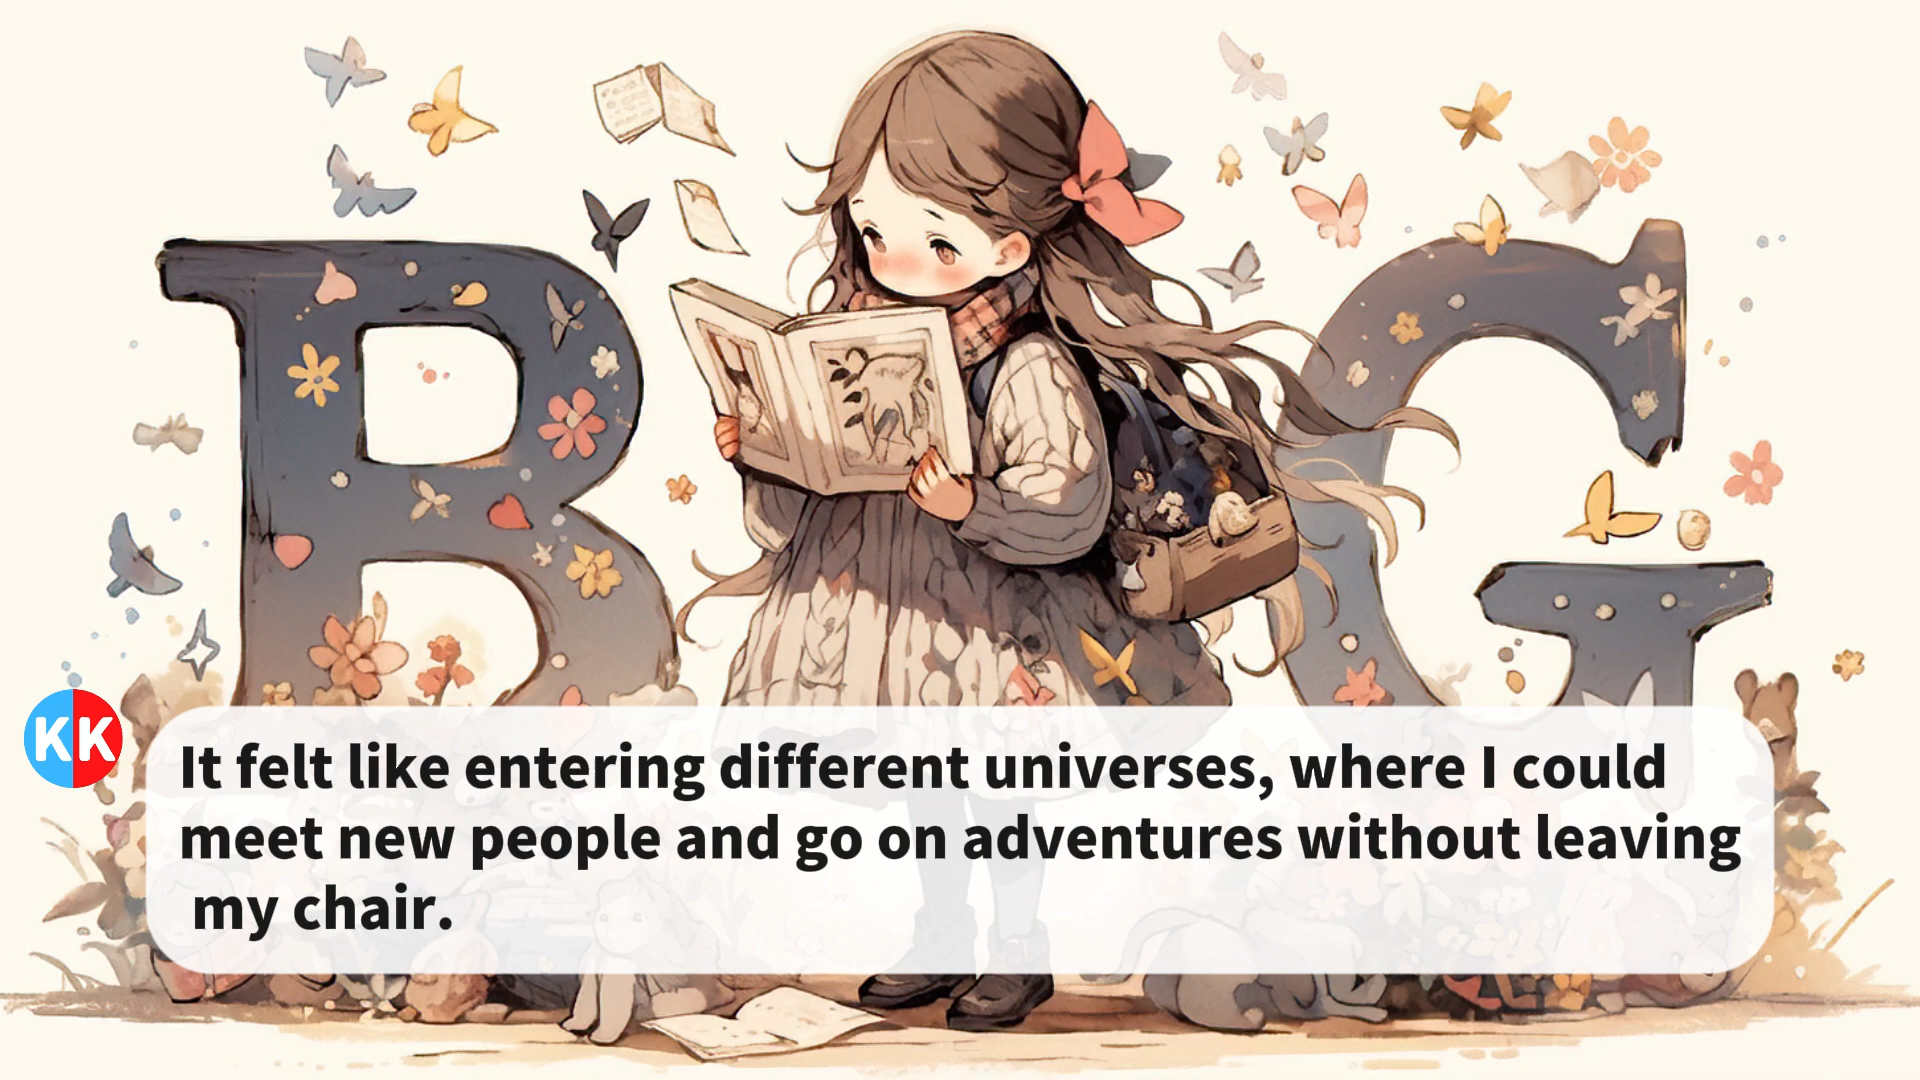 B G
KK
It felt like entering different universes, where I could
meet new people and go on adventures without leaving
my chair.